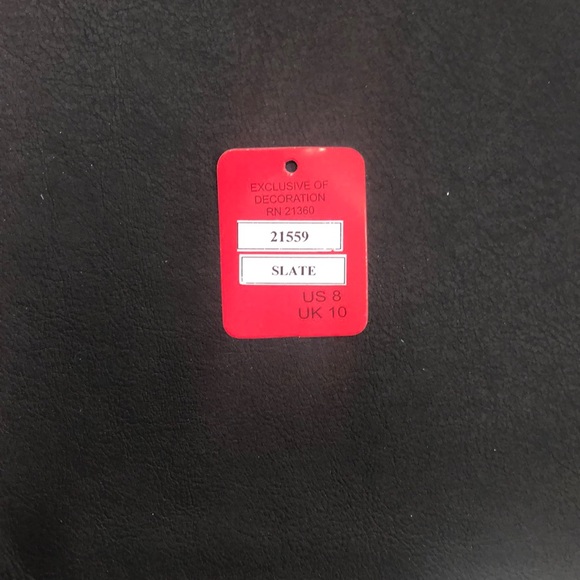 EXCLUSIVE OF
DECORATION
RN 21360
21559
SLATE
US 8
UK 10